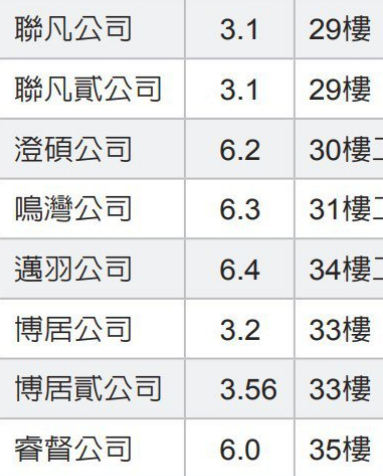 聯凡公司 3.1 29樓
聯凡貳公司 3.1 29樓
澄碩公司 6.2 30樓
鳴灣公司 6.3 31樓
邁羽公司 6.4 34樓
博居公司 3.2 33樓
博居貳公司 3.56 33樓
睿督公司 6.0 35樓